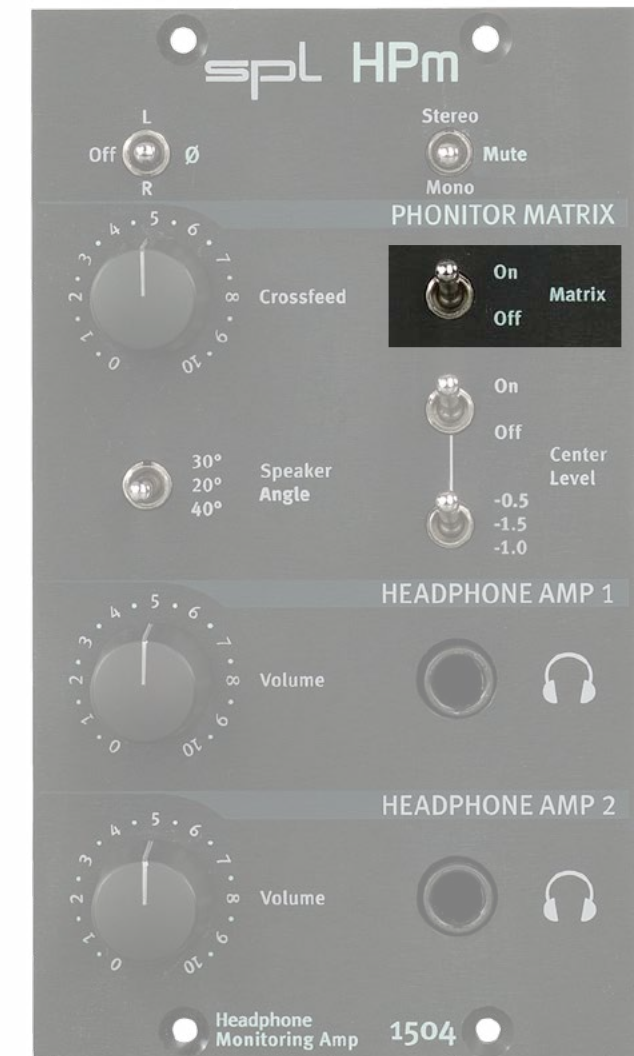 spl HPm
L
Off Ø
R
Stereo
Mute
Mono
PHONITOR MATRIX
0 1 2 3 4 5 6 7 8 9 10
Crossfeed
On
Matrix
Off
On
Off
Center
Level
-0.5
-1.5
-1.0
30°
20°
40°
Speaker
Angle
HEADPHONE AMP 1
0 1 2 3 4 5 6 7 8 9 10
Volume
HEADPHONE AMP 2
0 1 2 3 4 5 6 7 8 9 10
Volume
Headphone
Monitoring Amp
1504